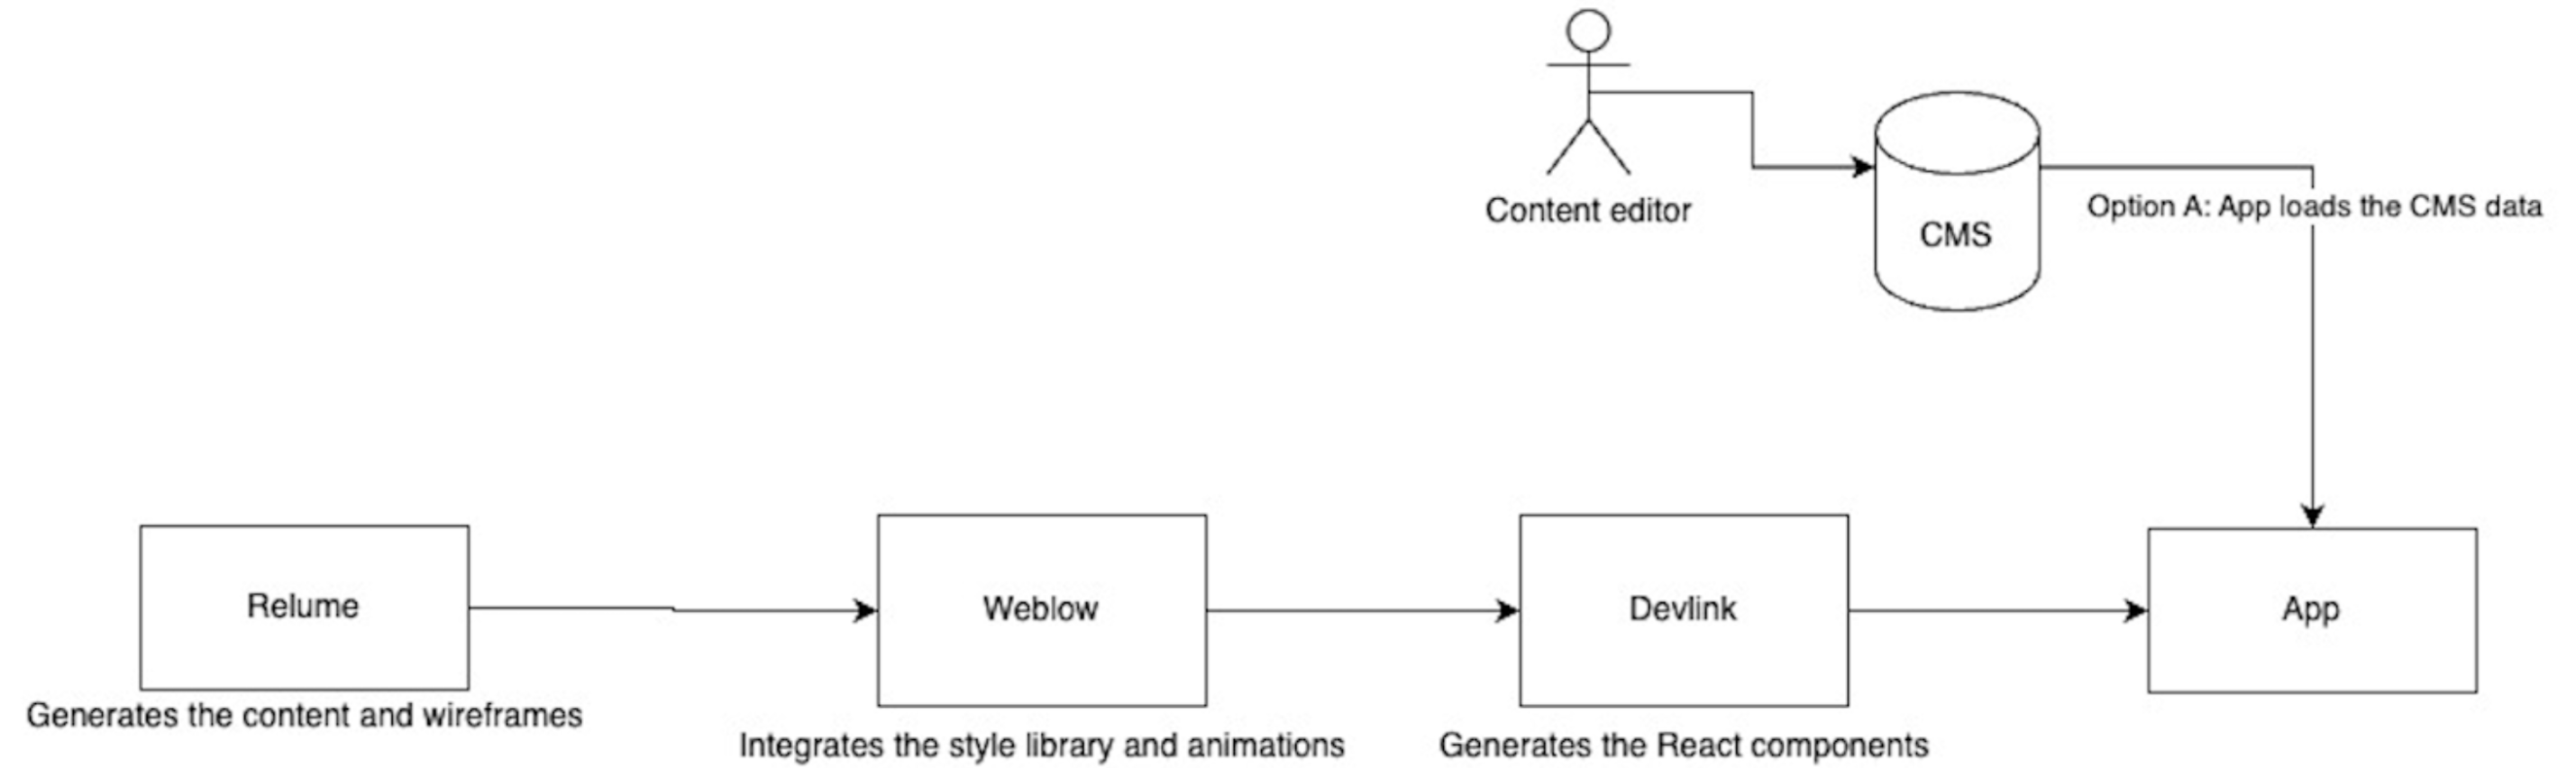 Content editor
CMS
Option A: App loads the CMS data
Relume
Generates the content and wireframes
Weblow
Integrates the style library and animations
Devlink
Generates the React components
App